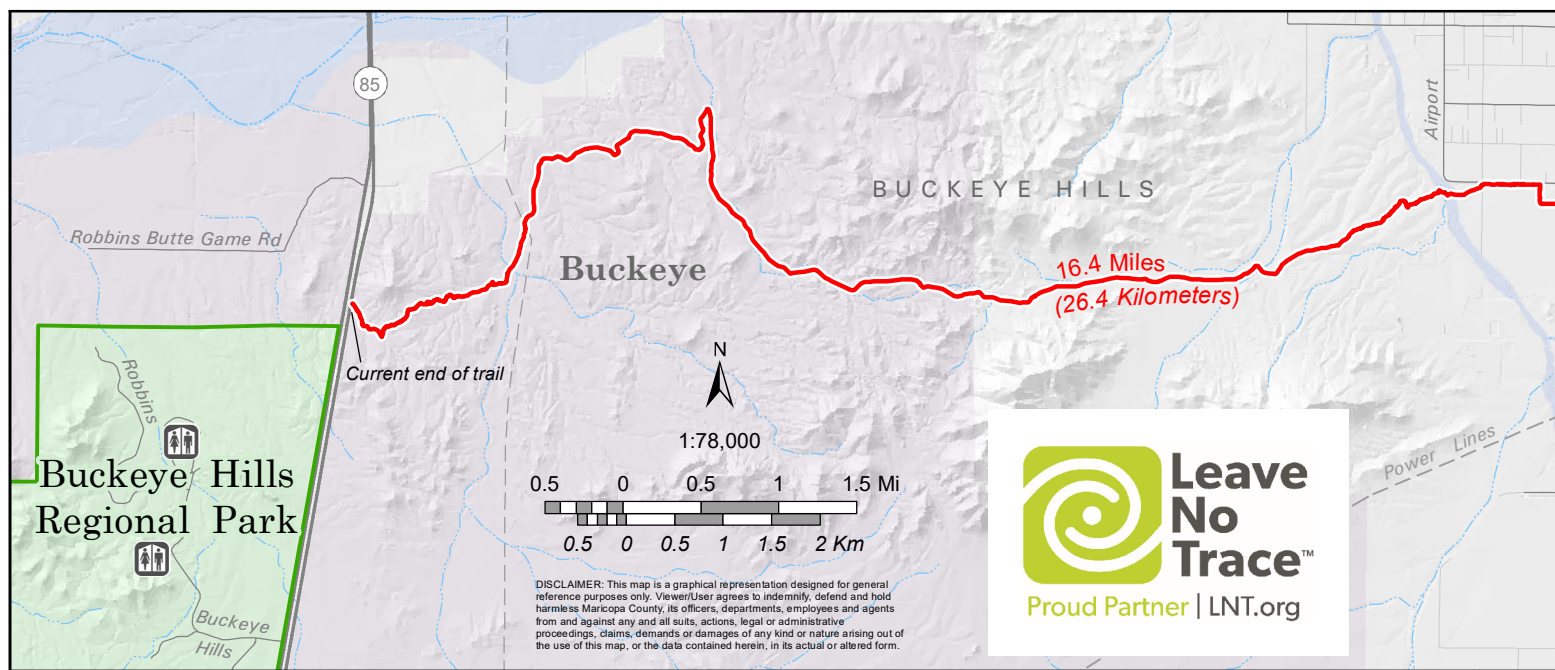 85
Airport
BUCKEYE HILLS
Robbins Butte Game Rd
Buckeye
16.4 Miles
(26.4 Kilometers)
Current end of trail
Robbins
N
1:78,000
Buckeye Hills
Regional Park
Power Lines
0.5 0 0.5 1 1.5 Mi
0.5 0 0.5 1 1.5 2 Km
Leave
No
Trace™
Proud Partner | LNT.org
DISCLAIMER: This map is a graphical representation designed for general
reference purposes only. Viewer/User agrees to indemnify, defend and hold
harmless Maricopa County, its officers, departments, employees and agents
from and against any and all suits, actions, legal or administrative
proceedings, claims, demands or damages of any kind or nature arising out of
the use of this map, or the data contained herein, in its actual or altered form.
Buckeye
Hills